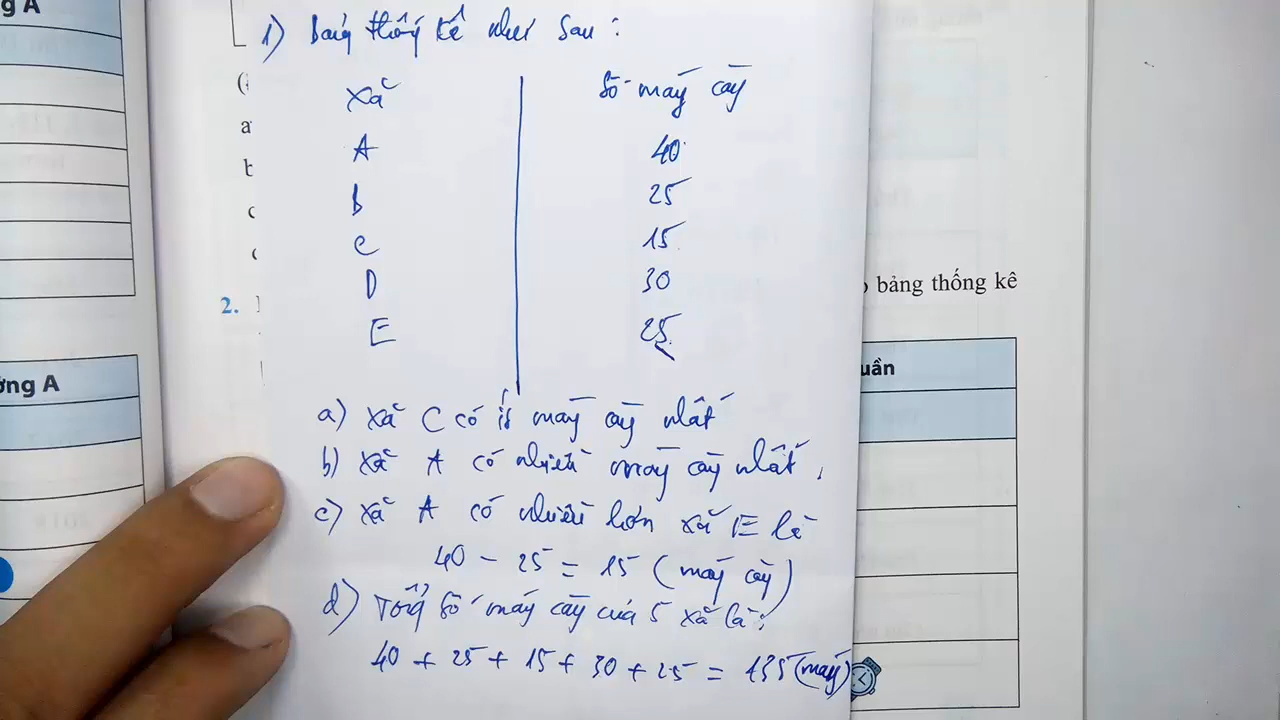 g A
1) Bảng thống kê như sau:
Xã Số máy cày
A 40
B 25
C 15
D 30
E 25
(
a
b
c
2.
bảng thống kê
ờng A
uần
a) Xã C có ít máy cày nhất
b) Xã A có nhiều máy cày nhất.
c) Xã A có nhiều hơn xã E là
40 - 25 = 15 (máy cày)
d) Tổng số máy cày của 5 xã là:
40 + 25 + 15 + 30 + 25 = 135 (máy)